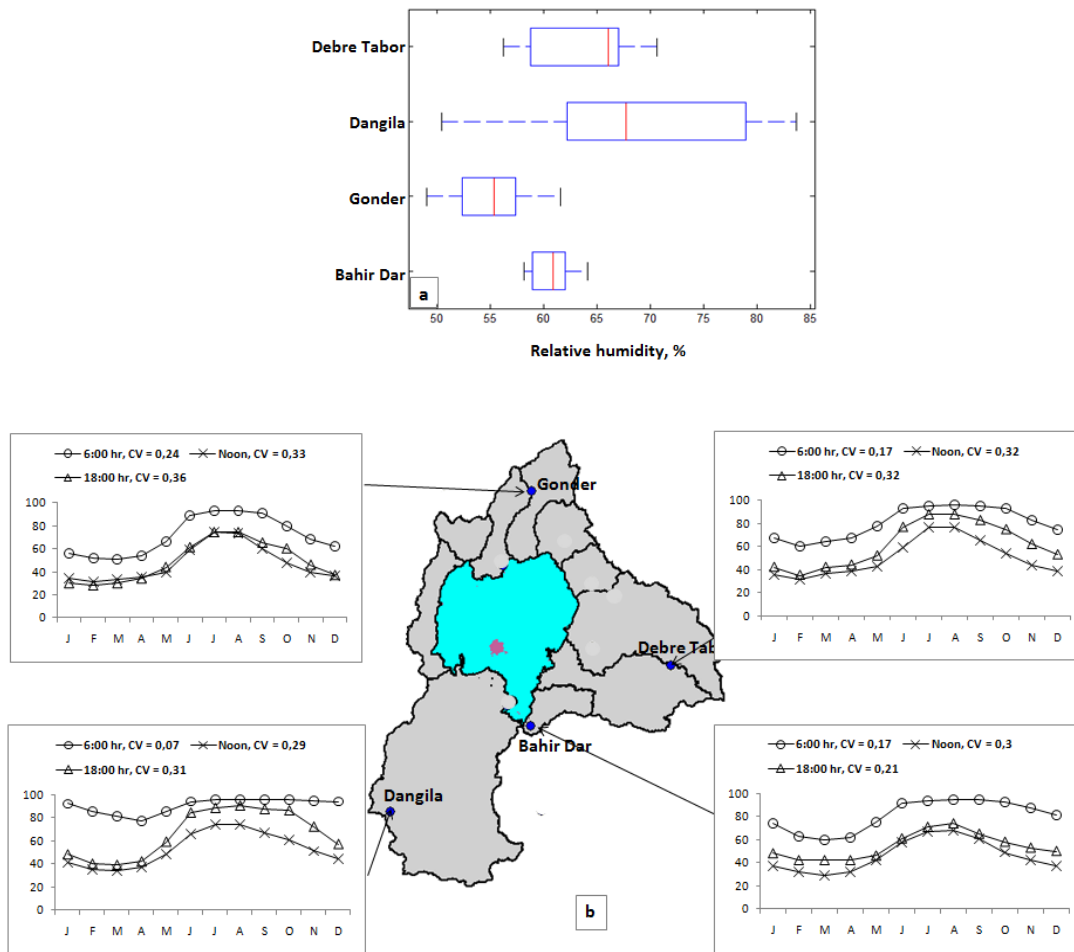 Debre Tabor
Dangila
Gonder
Bahir Dar
a
50 55 60 65 70 75 80 85
Relative humidity, %
6:00 hr, CV = 0,24 Noon, CV = 0,33
18:00 hr, CV = 0,36
100
80
60
40
20
0
J F M A M J J A S O N D
6:00 hr, CV = 0,17 Noon, CV = 0,32
18:00 hr, CV = 0,32
100
80
60
40
20
0
J F M A M J J A S O N D
Gonder
Debre Tab
Bahir Dar
Dangila
6:00 hr, CV = 0,07 Noon, CV = 0,29
18:00 hr, CV = 0,31
100
80
60
40
20
0
J F M A M J J A S O N D
6:00 hr, CV = 0,17 Noon, CV = 0,3
18:00 hr, CV = 0,21
100
80
60
40
20
0
J F M A M J J A S O N D
b